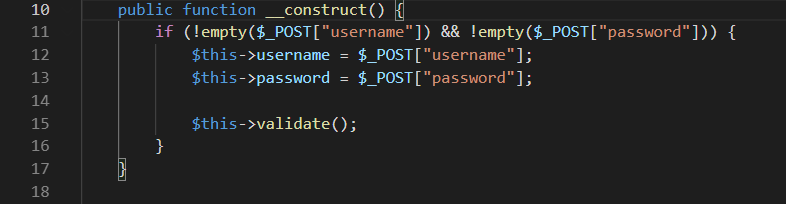 10 public function __construct() {
11 if (!empty($_POST["username"]) && !empty($_POST["password"])) {
12 $this->username = $_POST["username"];
13 $this->password = $_POST["password"];
14
15 $this->validate();
16 }
17 }
18